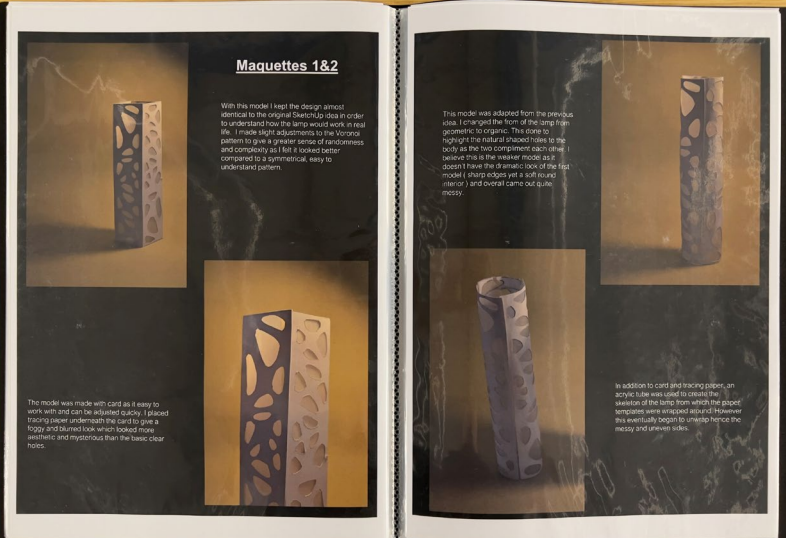 Maquettes 1&2
With this model I kept the design almost
identical to the original SketchUp idea in order
to understand how the lamp would work in real
life. I made slight adjustments to the Voronoi
pattern to give a greater sense of randomness
and complexity as I felt it looked better
compared to a symmetrical, easy to
understand pattern.
The model was made with card as it easy to
work with and can be adjusted quicky. I placed
tracing paper underneath the card to give a
foggy and blurred look which looked more
aesthetic and mysterious than the basic clear
holes.
This model was adapted from the previous
idea. I changed the from of the lamp from
geometric to organic. This done to
highlight the natural shaped holes to the
body as the two compliment each other. I
believe this is the weaker model as it
doesn't have the dramatic look of the first
model ( sharp edges yet a soft round
interior ) and overall came out quite
messy.
In addition to card and tracing paper, an
acrylic tube was used to create the
skeleton of the lamp from which the paper
templates were wrapped around. However
this eventually began to unwrap hence the
messy and uneven sides.